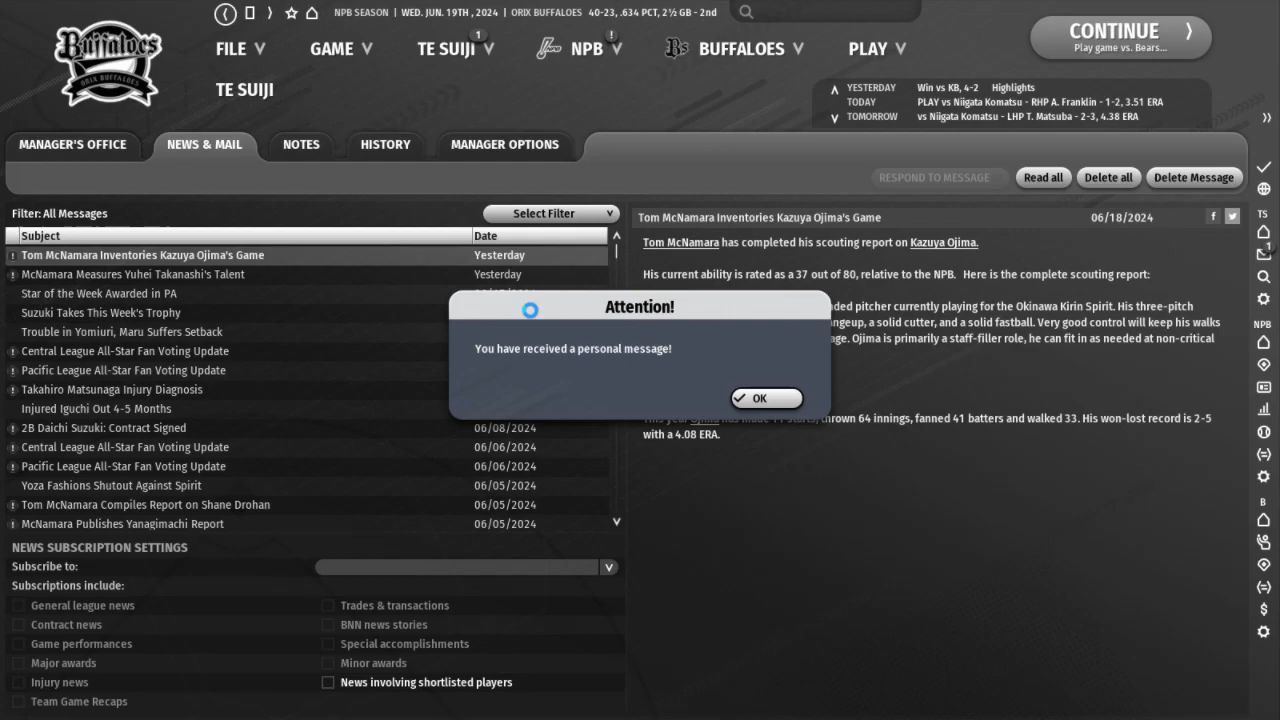 NPB SEASON | WED. JUN. 19TH , 2024 | ORIX BUFFALOES 40-23, .634 PCT, 2½ GB - 2nd
Buffaloes
ORIX BUFFALOES
FILE GAME TE SUIJI 1 NPB ! Bs BUFFALOES PLAY
CONTINUE
Play game vs. Bears...
TE SUIJI
YESTERDAY Win vs KB, 4-2 Highlights
TODAY PLAY vs Niigata Komatsu - RHP A. Franklin - 1-2, 3.51 ERA
TOMORROW vs Niigata Komatsu - LHP T. Matsuba - 2-3, 4.38 ERA
MANAGER'S OFFICE NEWS & MAIL NOTES HISTORY MANAGER OPTIONS
RESPOND TO MESSAGE Read all Delete all Delete Message
Filter: All Messages Select Filter
Subject Date
Tom McNamara Inventories Kazuya Ojima's Game Yesterday
McNamara Measures Yuhei Takanashi's Talent Yesterday
Star of the Week Awarded in PA
Suzuki Takes This Week's Trophy
Trouble in Yomiuri, Maru Suffers Setback
Central League All-Star Fan Voting Update
Pacific League All-Star Fan Voting Update
Takahiro Matsunaga Injury Diagnosis
Injured Iguchi Out 4-5 Months
2B Daichi Suzuki: Contract Signed 06/08/2024
Central League All-Star Fan Voting Update 06/06/2024
Pacific League All-Star Fan Voting Update 06/06/2024
Yoza Fashions Shutout Against Spirit 06/05/2024
Tom McNamara Compiles Report on Shane Drohan 06/05/2024
McNamara Publishes Yanagimachi Report 06/05/2024
NEWS SUBSCRIPTION SETTINGS
Subscribe to:
Subscriptions include:
General league news Trades & transactions
Contract news BNN news stories
Game performances Special accomplishments
Major awards Minor awards
Injury news News involving shortlisted players
Team Game Recaps
Tom McNamara Inventories Kazuya Ojima's Game 06/18/2024 f
Tom McNamara has completed his scouting report on Kazuya Ojima.
His current ability is rated as a 37 out of 80, relative to the NPB. Here is the complete scouting report:
pitcher currently playing for the Okinawa Kirin Spirit. His three-pitch
a solid cutter, and a solid fastball. Very good control will keep his walks
Ojima is primarily a staff-filler role, he can fit in as needed at non-critical
This year Ojima has made 11 starts, thrown 64 innings, fanned 41 batters and walked 33. His won-lost record is 2-5
with a 4.08 ERA.
Attention!
You have received a personal message!
OK
TS
1
NPB
B
$